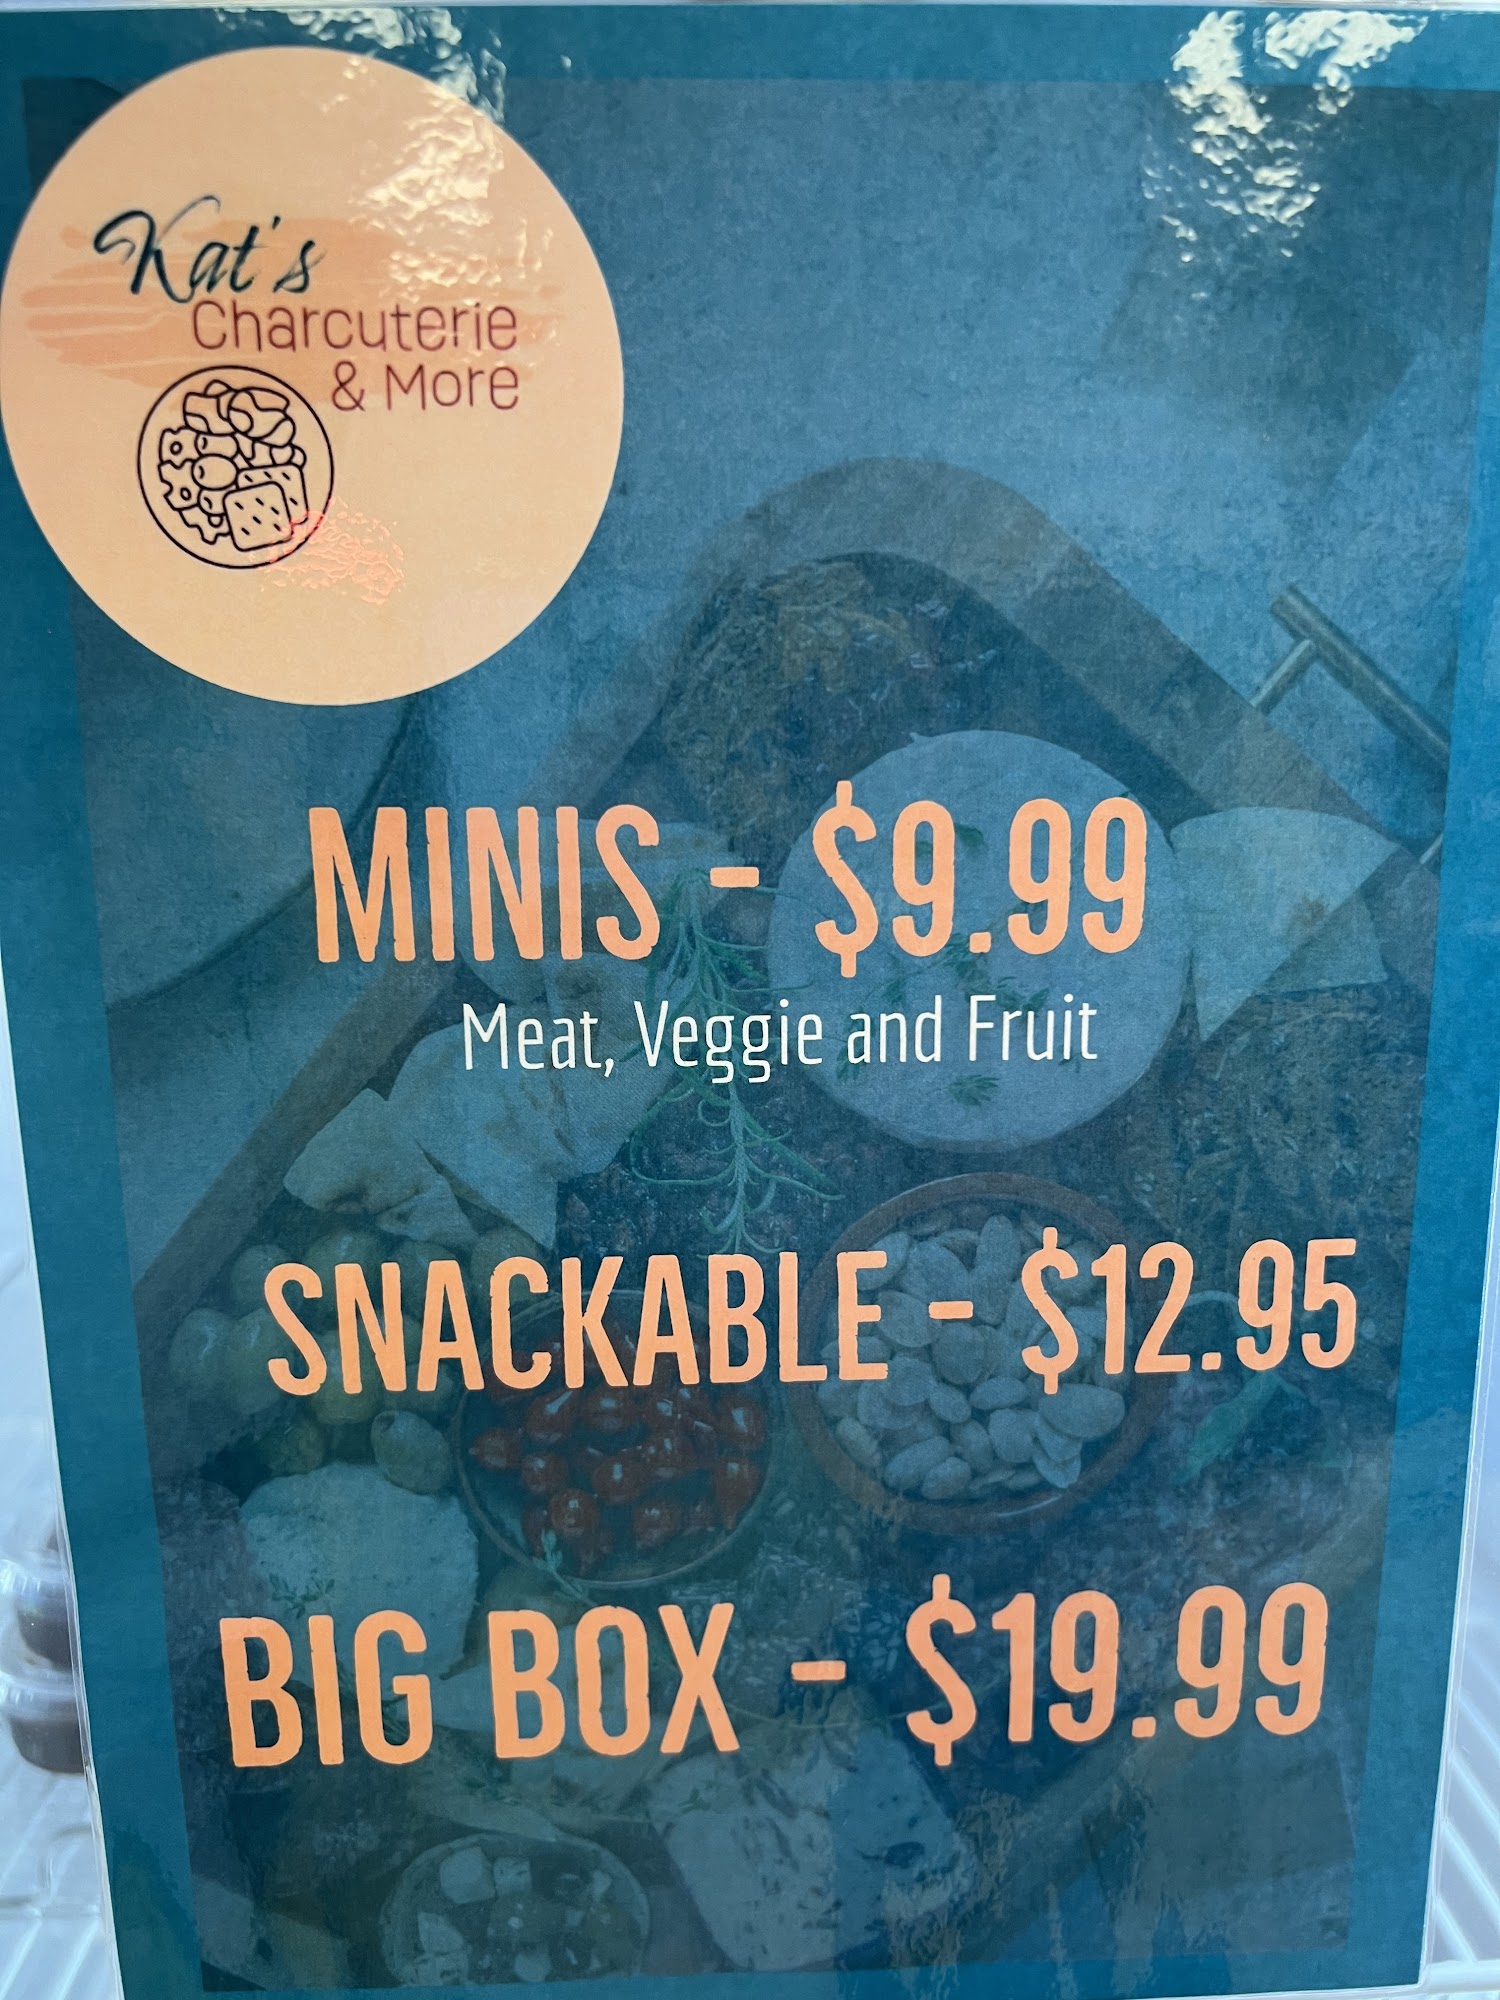 Kat's
Charcuterie
& More
MINIS - $9.99
Meat, Veggie and Fruit
SNACKABLE - $12.95
BIG BOX - $19.99